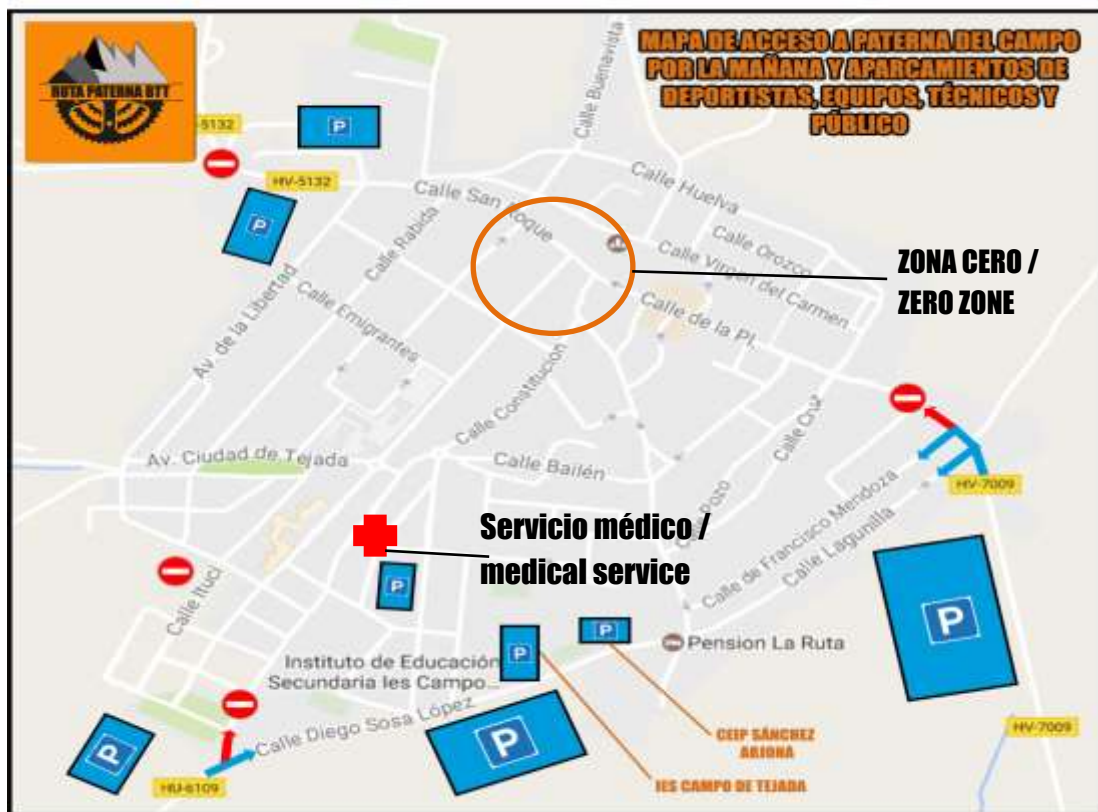 RUTA PATERNA BTT
MAPA DE ACCESO A PATERNA DEL CAMPO
POR LA MAÑANA Y APARCAMIENTOS DE
DEPORTISTAS, EQUIPOS, TÉCNICOS Y
PÚBLICO
-5132
P
HV-5132
P
Calle Buenavista
Calle San Roque
Calle Huelva
Calle Rabida
Calle Orozco
Calle Virgen del Carmen
ZONA CERO /
ZERO ZONE
Calle de la Pl.
Av. de la Libertad
Calle Emigrantes
Calle Constitucion
Calle Cruz
Av. Ciudad de Tejada
Calle Bailén
HV-7009
Calle Pozo
Calle de Francisco Mendoza
Calle Lagunilla
Servicio médico /
medical service
Calle Ituci
P
P
P
P
Pension La Ruta
Instituto de Educación
Secundaria Ies Campo...
Calle Diego Sosa López
P
P
CEIP SÁNCHEZ
ARJONA
HV-7009
IES CAMPO DE TEJADA
HU-6109